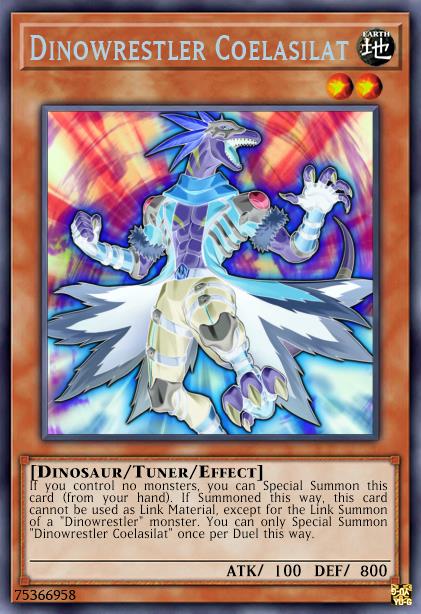 DINOWRESTLER COELASILAT
EARTH
地
[DINOSAUR/TUNER/EFFECT]
If you control no monsters, you can Special Summon this
card (from your hand). If Summoned this way, this card
cannot be used as Link Material, except for the Link Summon
of a "Dinowrestler" monster. You can only Special Summon
"Dinowrestler Coelasilat" once per Duel this way.
ATK/ 100 DEF/ 800
75366958